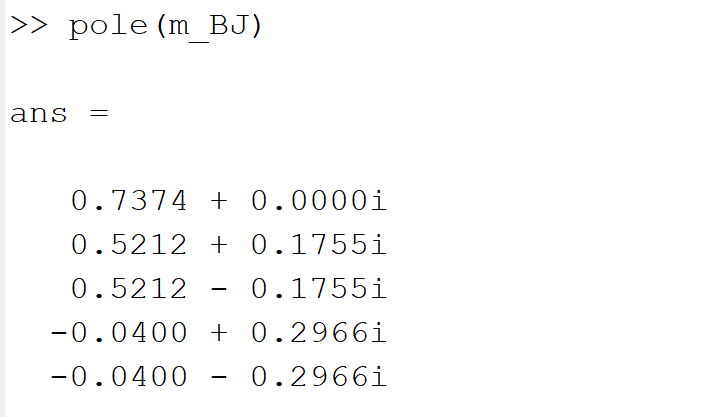 >> pole(m_BJ)
ans =
0.7374 + 0.0000i
0.5212 + 0.1755i
0.5212 - 0.1755i
-0.0400 + 0.2966i
-0.0400 - 0.2966i